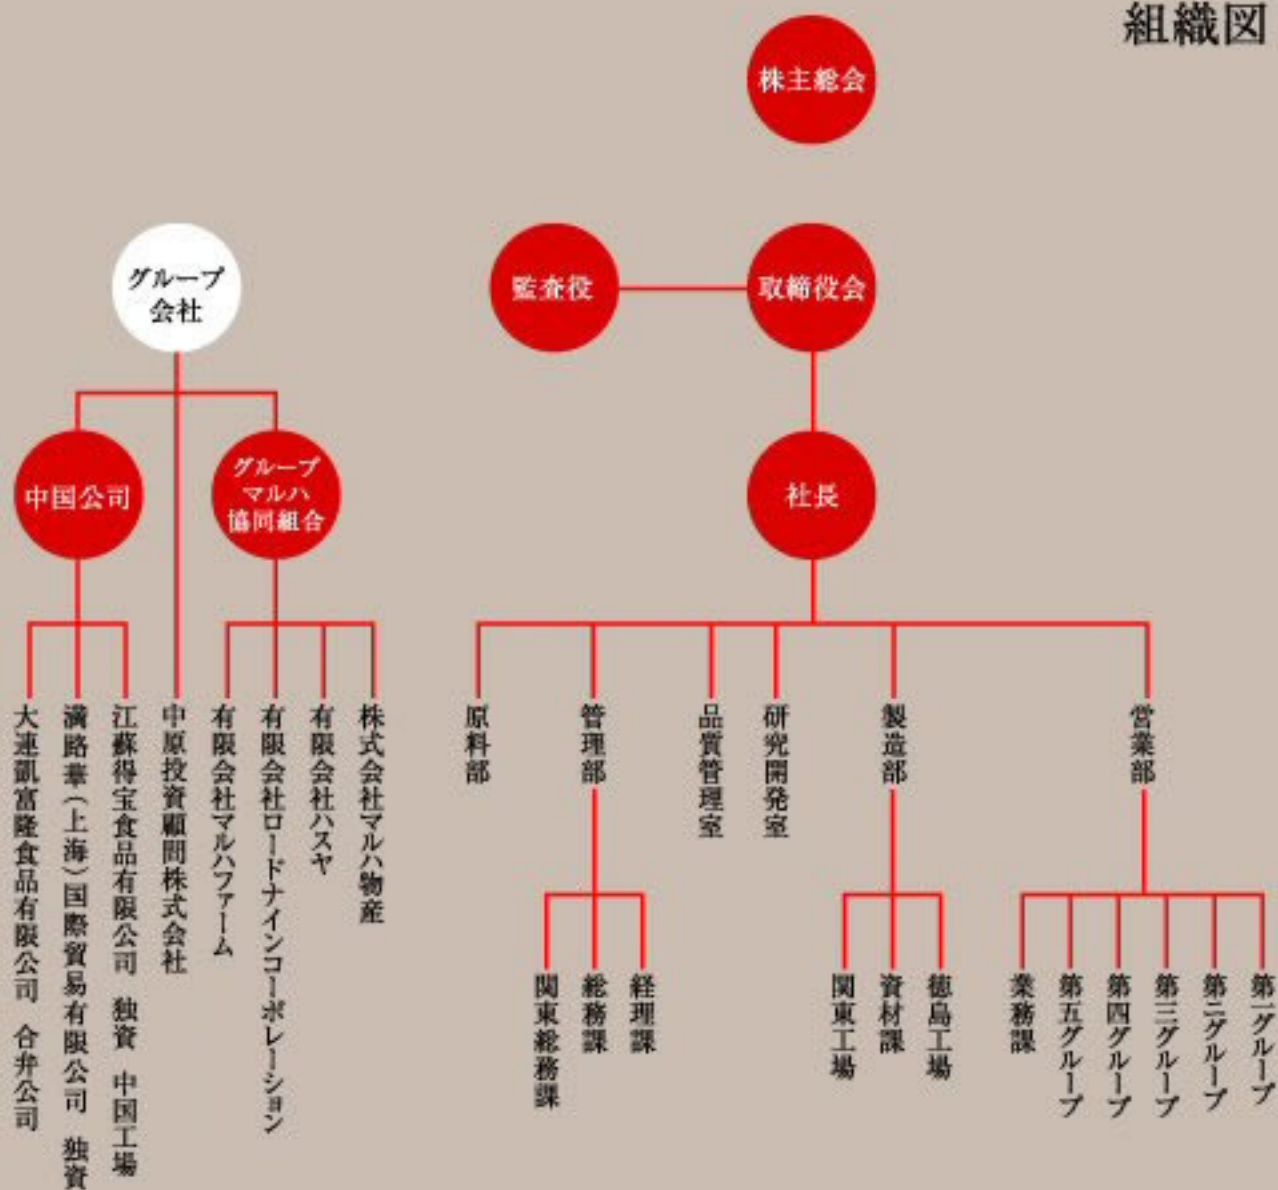 組織図
株主総会
監査役
取締役会
社長
営業部
第一グループ
第二グループ
第三グループ
第四グループ
第五グループ
業務課
製造部
徳島工場
資材課
関東工場
研究開発室
品質管理室
管理部
経理課
総務課
関東総務課
原料部
グループ
会社
グループ
マルハ
協同組合
株式会社マルハ物産
有限会社ハスヤ
有限会社ロードナインコーポレーション
有限会社マルハファーム
中原投資顧問株式会社
中国公司
江蘇得宝食品有限公司 独資 中国工場
満路華（上海）国際貿易有限公司 独資
大連凱富隆食品有限公司 合弁公司